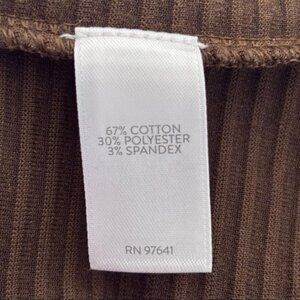 67% COTTON
30% POLYESTER
3% SPANDEX
RN 97641